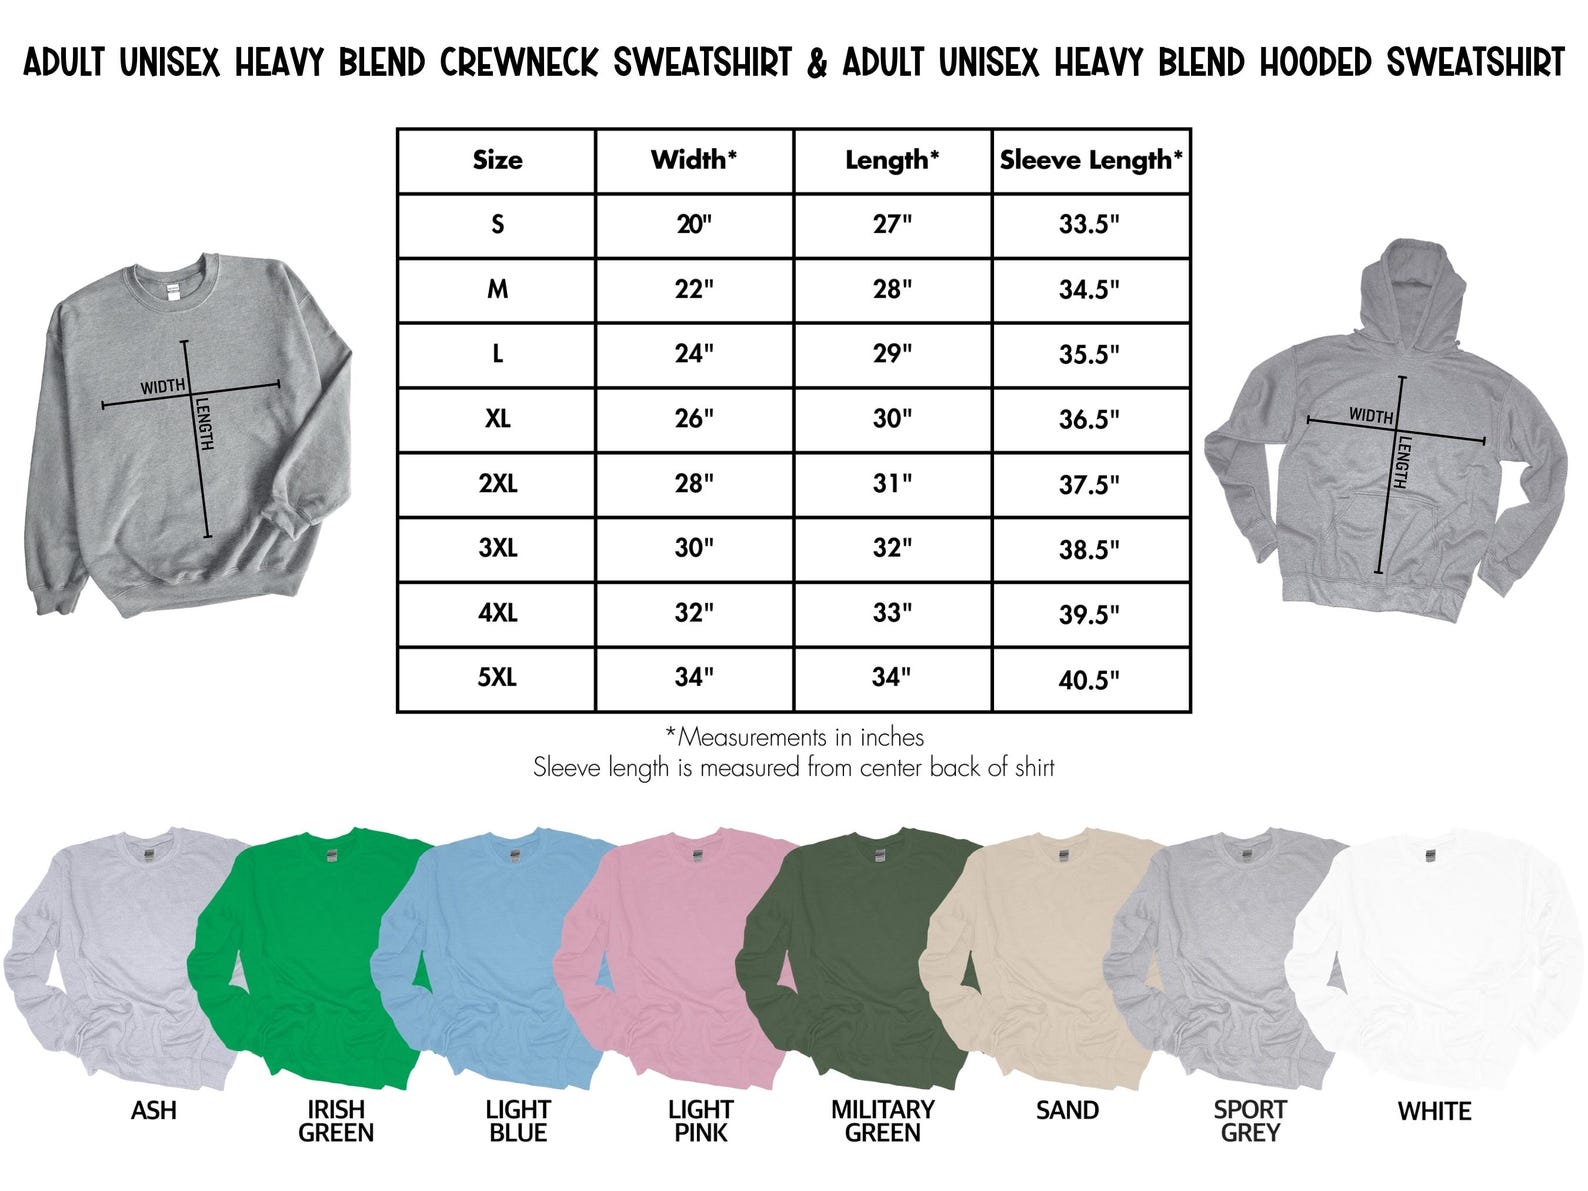 ADULT UNISEX HEAVY BLEND CREWNECK SWEATSHIRT & ADULT UNISEX HEAVY BLEND HOODED SWEATSHIRT
Size Width* Length* Sleeve Length*
S 20" 27" 33.5"
M 22" 28" 34.5"
L 24" 29" 35.5"
XL 26" 30" 36.5"
2XL 28" 31" 37.5"
3XL 30" 32" 38.5"
4XL 32" 33" 39.5"
5XL 34" 34" 40.5"
WIDTH
LENGTH
WIDTH
LENGTH
*Measurements in inches
Sleeve length is measured from center back of shirt
ASH
IRISH
GREEN
LIGHT
BLUE
LIGHT
PINK
MILITARY
GREEN
SAND
SPORT
GREY
WHITE